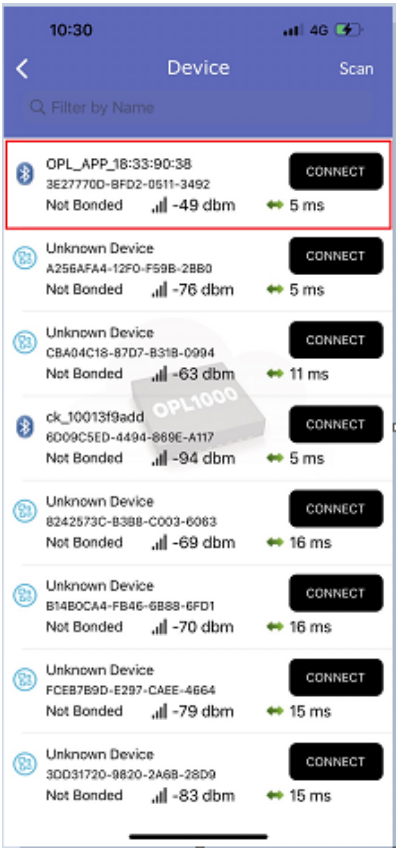 10:30
4G
Device
Scan
Filter by Name
OPL_APP_18:33:90:38
3E27770D-BFD2-0511-3492
CONNECT
Not Bonded -49 dbm 5 ms
Unknown Device
A256AFA4-12F0-F59B-2BB0
CONNECT
Not Bonded -76 dbm 5 ms
Unknown Device
CBA04C18-87D7-B31B-0994
CONNECT
Not Bonded -63 dbm 11 ms
OPL1000
ck_10013f9add
6D09C5ED-4494-869E-A117
CONNECT
Not Bonded -94 dbm 5 ms
Unknown Device
8242573C-B3B8-C003-6063
CONNECT
Not Bonded -69 dbm 16 ms
Unknown Device
B14B0CA4-FB46-6B88-6FD1
CONNECT
Not Bonded -70 dbm 16 ms
Unknown Device
FCEB7B9D-E297-CAEE-4664
CONNECT
Not Bonded -79 dbm 15 ms
Unknown Device
3DD31720-9820-2A6B-28D9
CONNECT
Not Bonded -83 dbm 15 ms